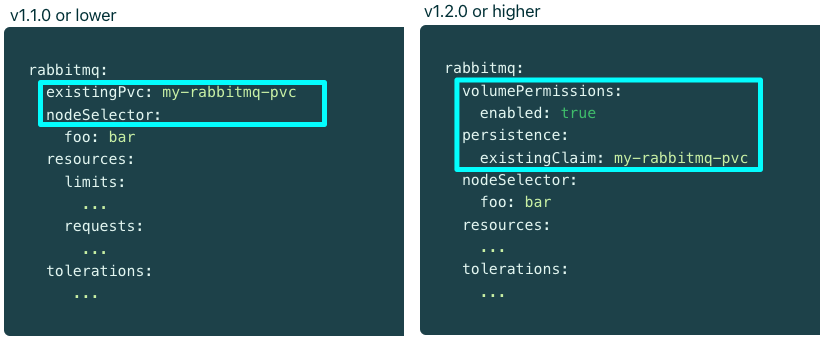 v1.1.0 or lower
rabbitmq:
existingPvc: my-rabbitmq-pvc
nodeSelector:
foo: bar
resources:
limits:
...
requests:
...
tolerations:
...
v1.2.0 or higher
rabbitmq:
volumePermissions:
enabled: true
persistence:
existingClaim: my-rabbitmq-pvc
nodeSelector:
foo: bar
resources:
...
tolerations:
...